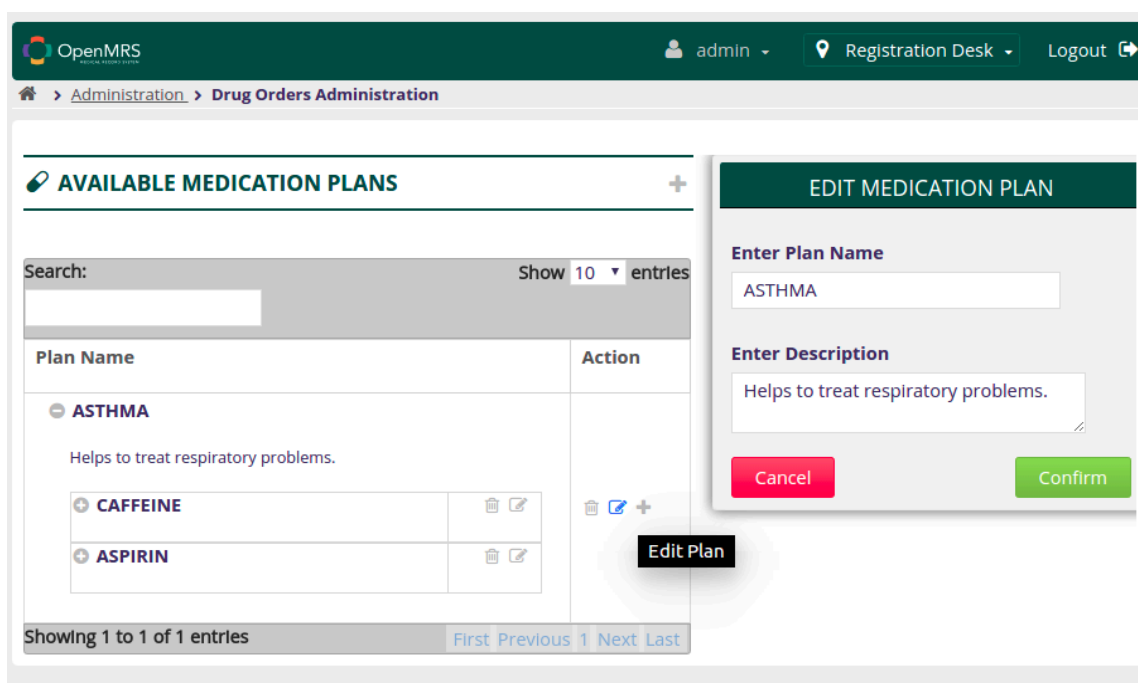 OpenMRS
MEDICAL RECORD SYSTEM
admin
Registration Desk
Logout
Administration > Drug Orders Administration
AVAILABLE MEDICATION PLANS
Search:
Show 10 entries
Plan Name
Action
ASTHMA
Helps to treat respiratory problems.
CAFFEINE
ASPIRIN
Edit Plan
Showing 1 to 1 of 1 entries
First Previous 1 Next Last
EDIT MEDICATION PLAN
Enter Plan Name
ASTHMA
Enter Description
Helps to treat respiratory problems.
Cancel
Confirm